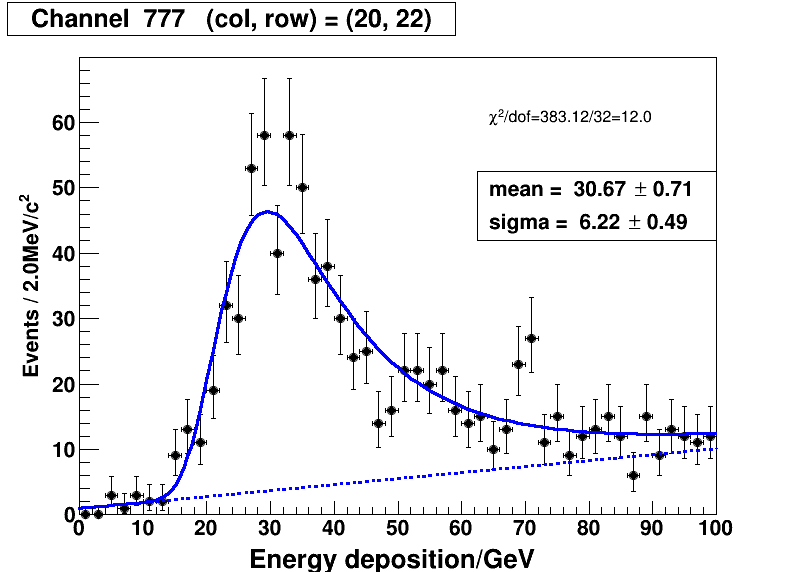 Channel 777 (col, row) = (20, 22)
χ²/dof=383.12/32=12.0
mean = 30.67 ± 0.71
sigma = 6.22 ± 0.49
Events / 2.0MeV/c²
60
50
40
30
20
10
0
0 10 20 30 40 50 60 70 80 90 100
Energy deposition/GeV